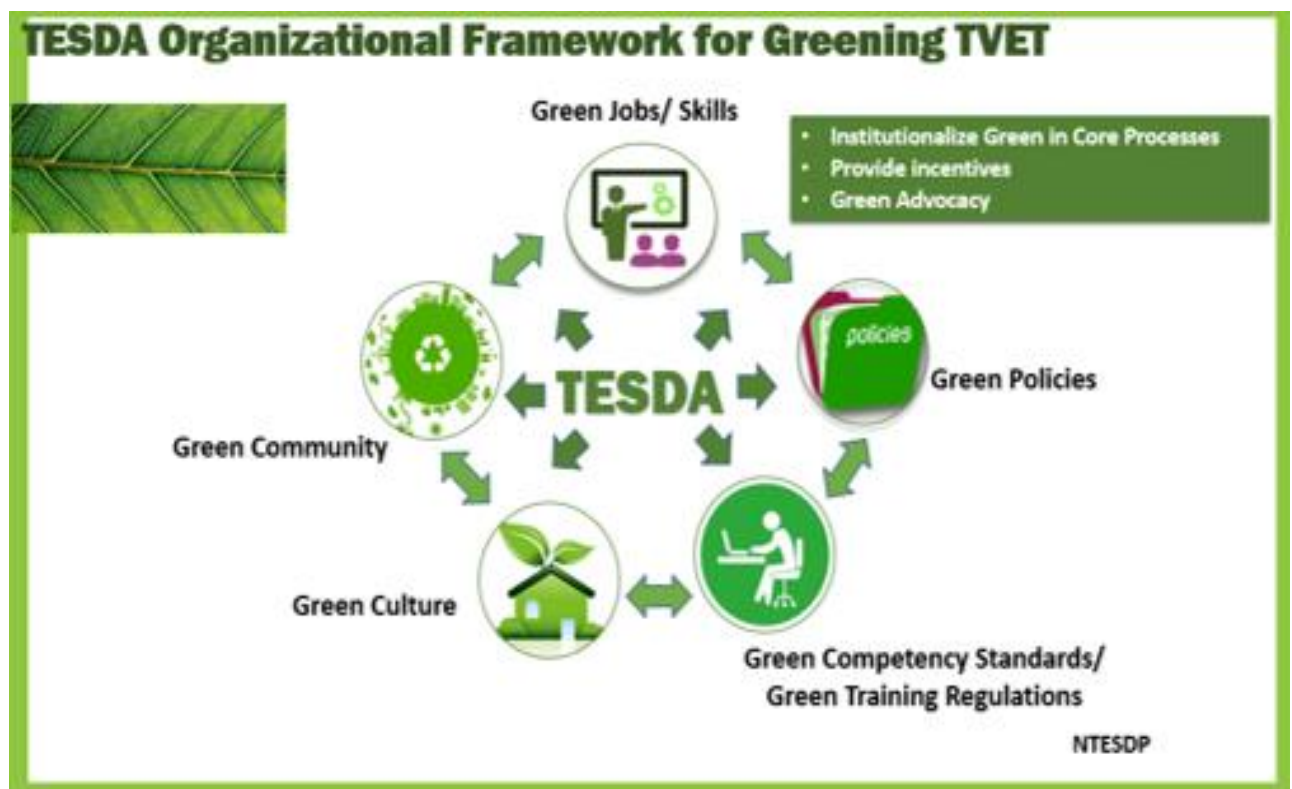 TESDA Organizational Framework for Greening TVET
Green Jobs/ Skills
• Institutionalize Green in Core Processes
• Provide incentives
• Green Advocacy
policies
TESDA
Green Policies
Green Community
Green Culture
Green Competency Standards/
Green Training Regulations
NTESDP